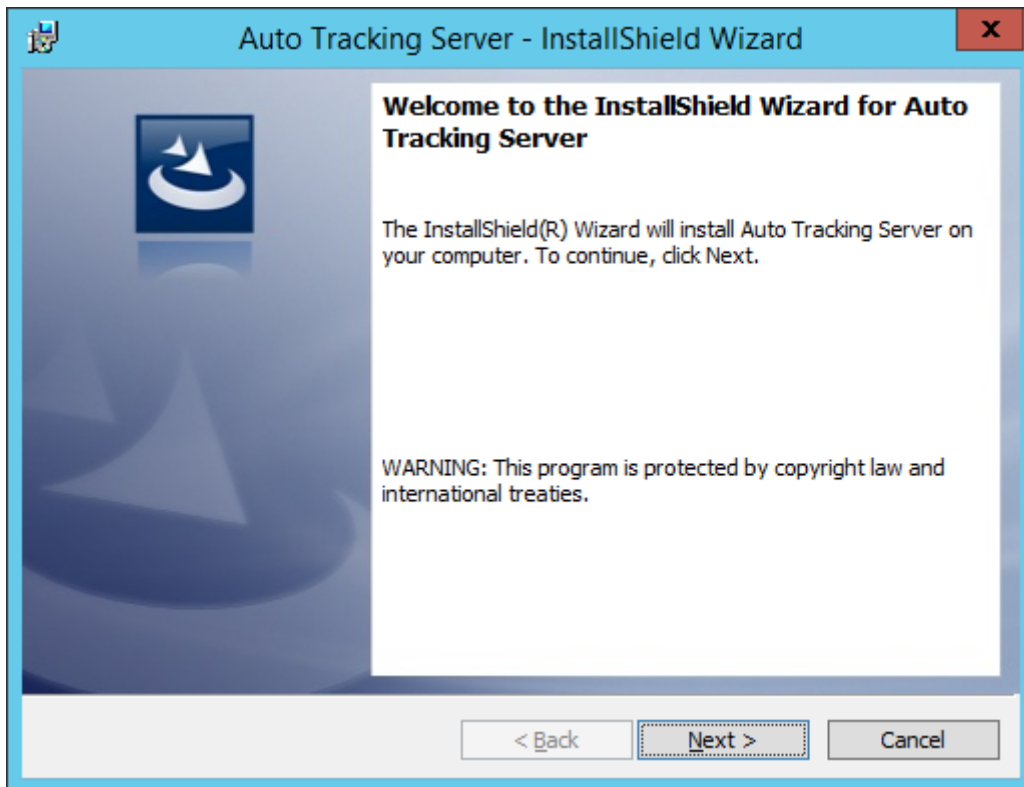 Auto Tracking Server - InstallShield Wizard
x
Welcome to the InstallShield Wizard for Auto
Tracking Server
The InstallShield(R) Wizard will install Auto Tracking Server on
your computer. To continue, click Next.
WARNING: This program is protected by copyright law and
international treaties.
< Back
Next >
Cancel